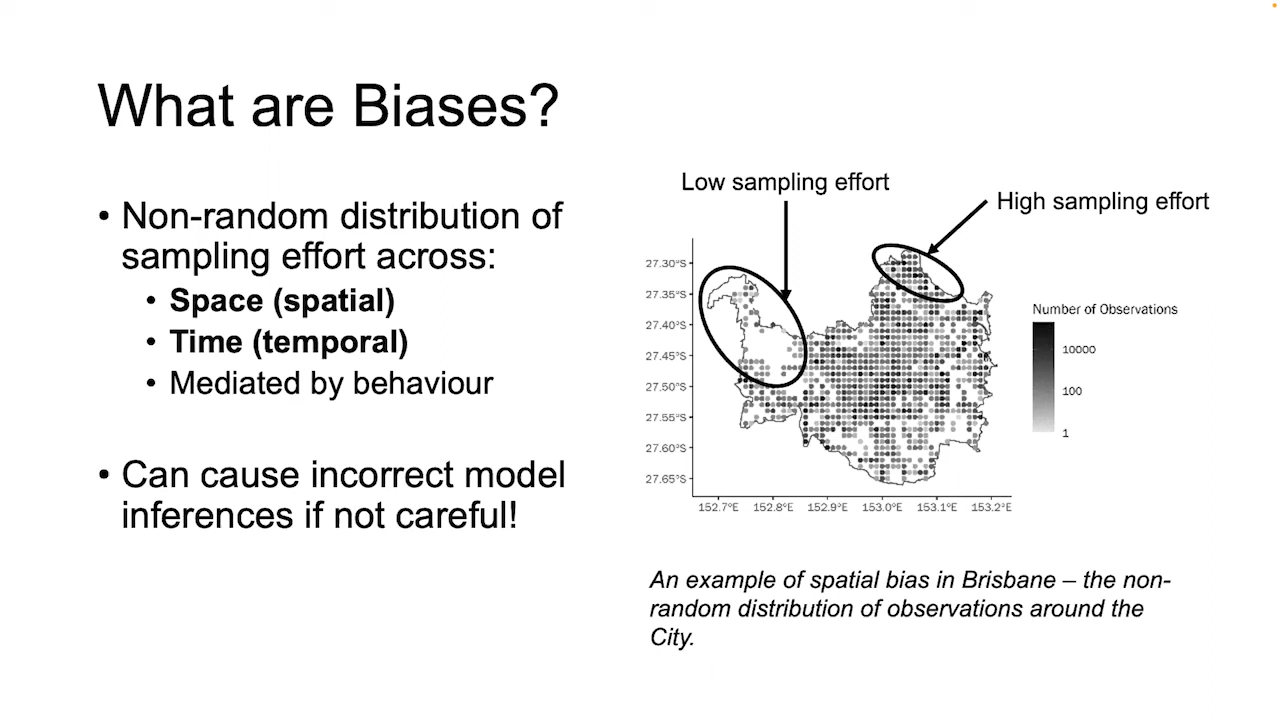 What are Biases?
• Non-random distribution of
sampling effort across:
• Space (spatial)
• Time (temporal)
• Mediated by behaviour
• Can cause incorrect model
inferences if not careful!
Low sampling effort
High sampling effort
27.30°S
27.35°S
27.40°S
27.45°S
27.50°S
27.55°S
27.60°S
27.65°S
152.7°E 152.8°E 152.9°E 153.0°E 153.1°E 153.2°E
Number of Observations
10000
100
1
An example of spatial bias in Brisbane – the non-
random distribution of observations around the
City.